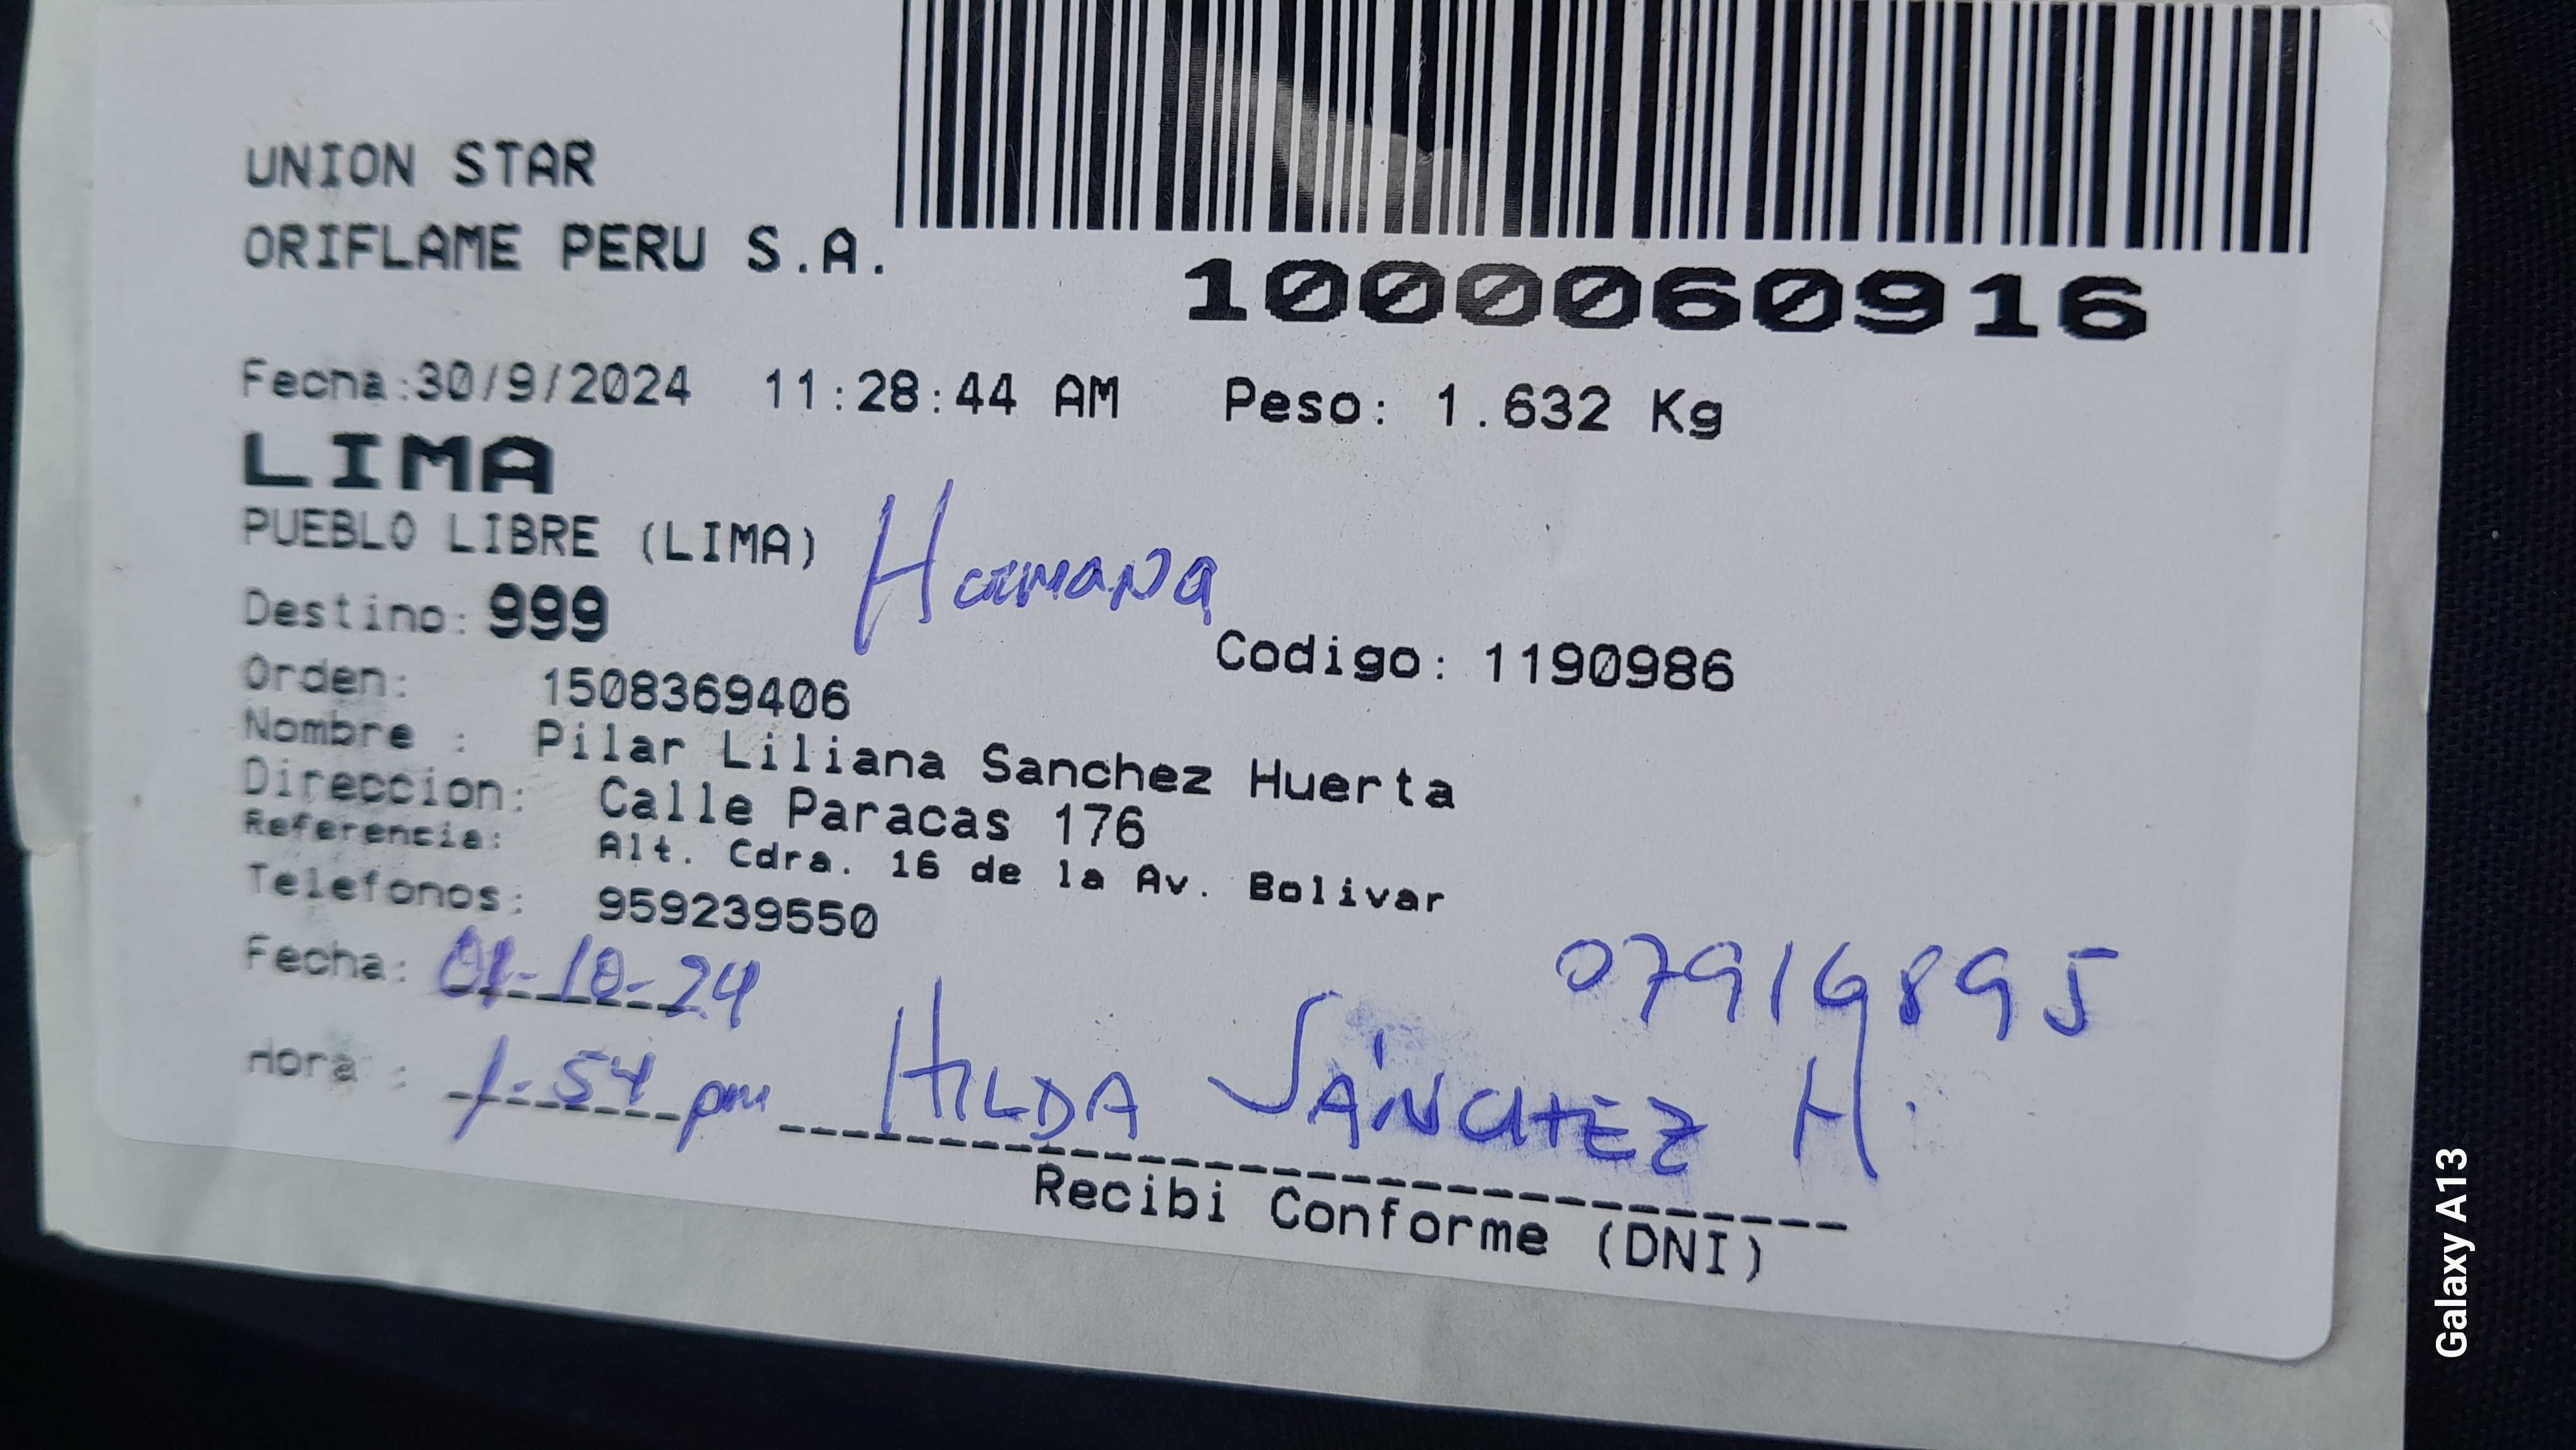 UNION STAR
ORIFLAME PERU S.A.
1000060916
Fecha:30/9/2024 11:28:44 AM Peso: 1.632 Kg
LIMA
PUEBLO LIBRE (LIMA)
Hermana
Destino: 999
Codigo: 1190986
Orden: 1508369406
Nombre : Pilar Liliana Sanchez Huerta
Direccion: Calle Paracas 176
Referencia: Alt. Cdra. 16 de la Av. Bolivar
Telefonos: 959239550
Fecha: 01-10-24
07916895
Hora : 1-54 pm HILDA SÁNCHEZ H.
Recibi Conforme (DNI)
Galaxy A13